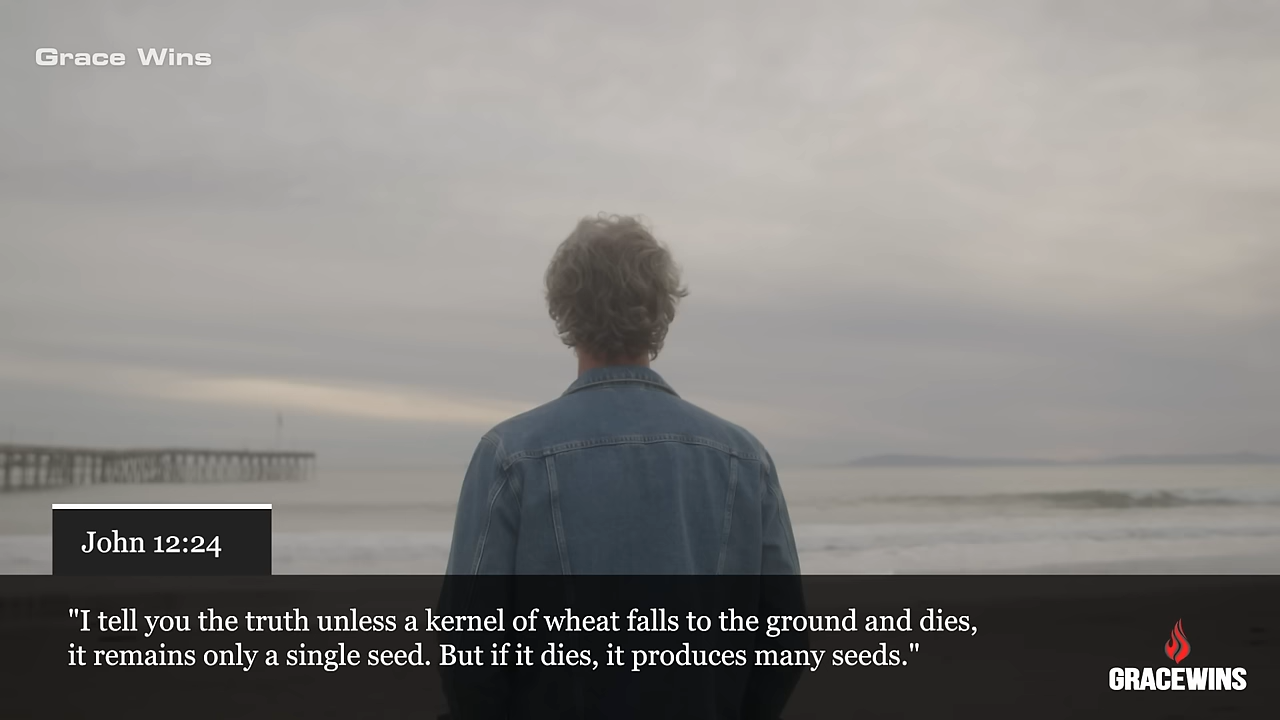 Grace Wins
John 12:24
"I tell you the truth unless a kernel of wheat falls to the ground and dies,
it remains only a single seed. But if it dies, it produces many seeds."
GRACEWINS